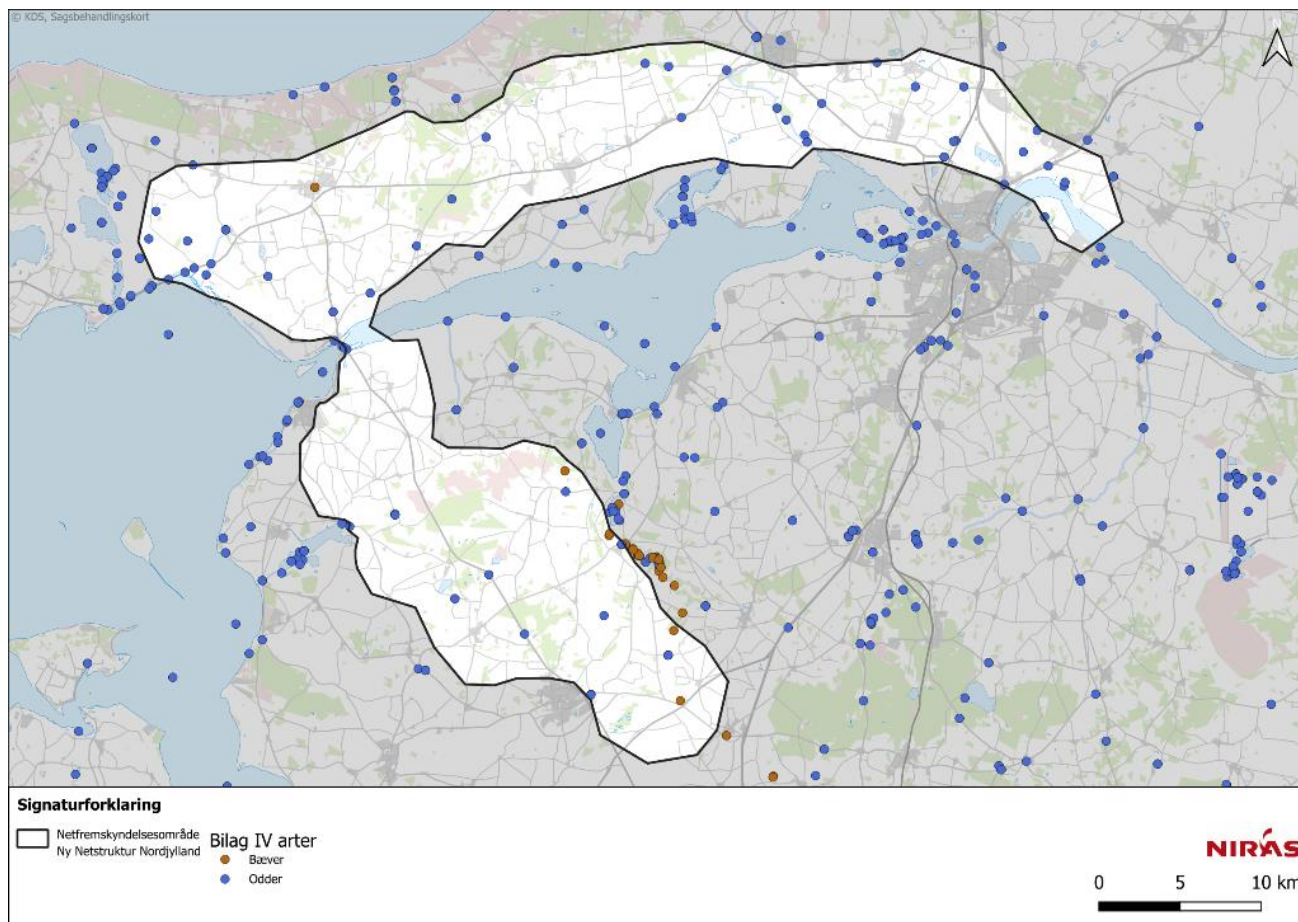 © KDS, Sagsbehandlingskort
Signaturforklaring
Netfremskyndelsesområde
Ny Netstruktur Nordjylland
Bilag IV arter
Bæver
Odder
NIRAS
0 5 10 km